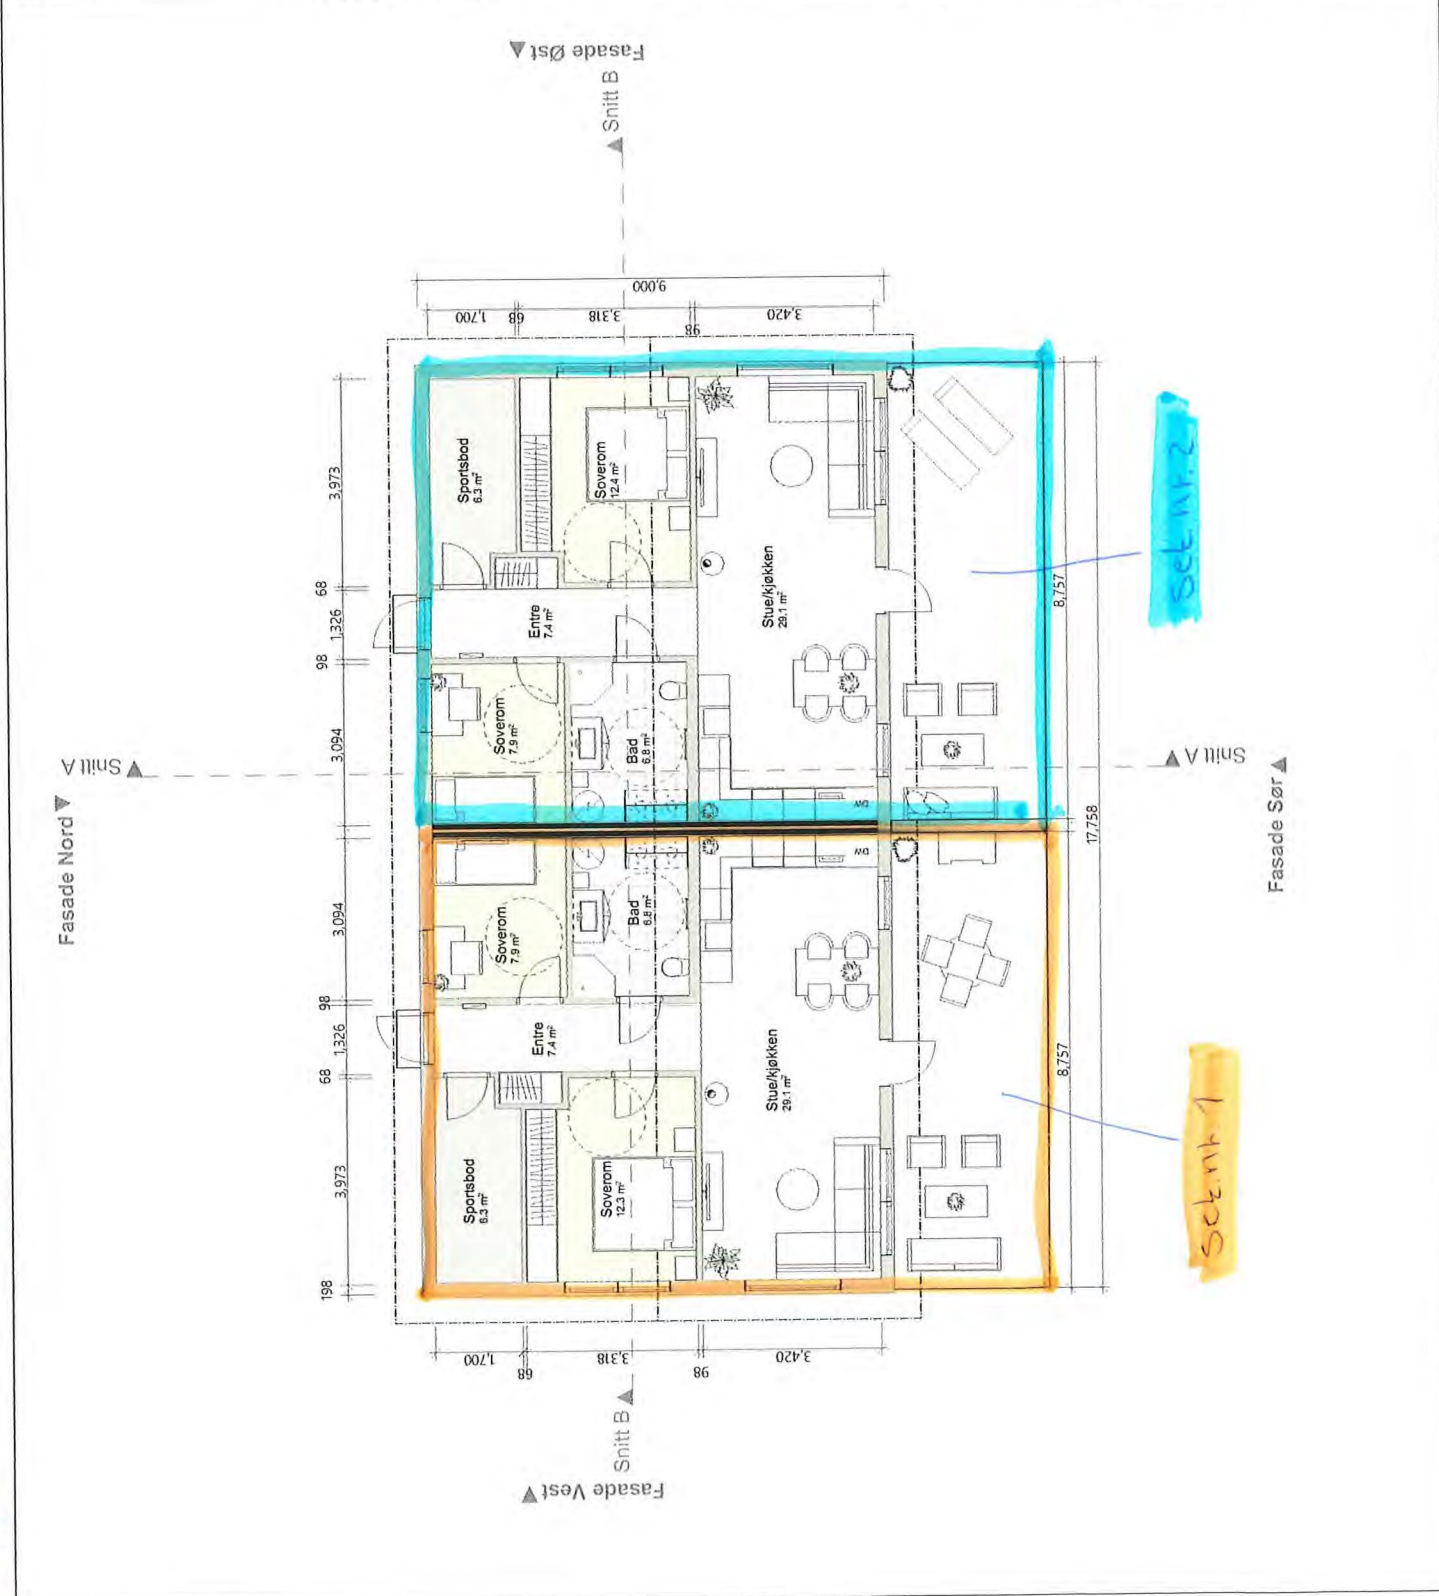 Fasade Øst
Snitt B
9,000
1,700
68
3,318
98
3,420
3,973
68
1,326
98
3,094
3,094
98
1,326
68
3,973
198
Snitt A
Fasade Nord
Sportsbod
6.3 m²
Soverom
12.4 m²
Entre
7.4 m²
Stue/kjøkken
29.1 m²
Soverom
7.9 m²
Bad
6.8 m²
DW
8,757
Sek.nr.2
Snitt A
Fasade Sør
17,758
Soverom
7.9 m²
Bad
6.8 m²
DW
Entre
7.4 m²
Stue/kjøkken
29.1 m²
Sportsbod
6.3 m²
Soverom
12.3 m²
8,757
Sek.nr.1
1,700
68
3,318
98
3,420
Snitt B
Fasade Vest